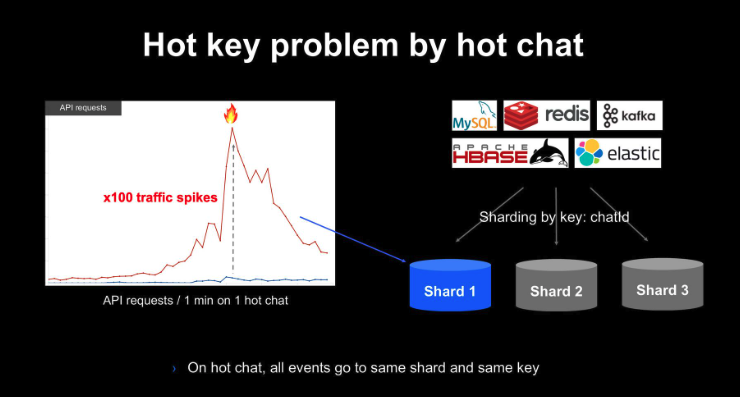 Hot key problem by hot chat
API requests
x100 traffic spikes
API requests / 1 min on 1 hot chat
MySQL
redis
kafka
APACHE
HBASE
elastic
Sharding by key: chatId
Shard 1
Shard 2
Shard 3
› On hot chat, all events go to same shard and same key